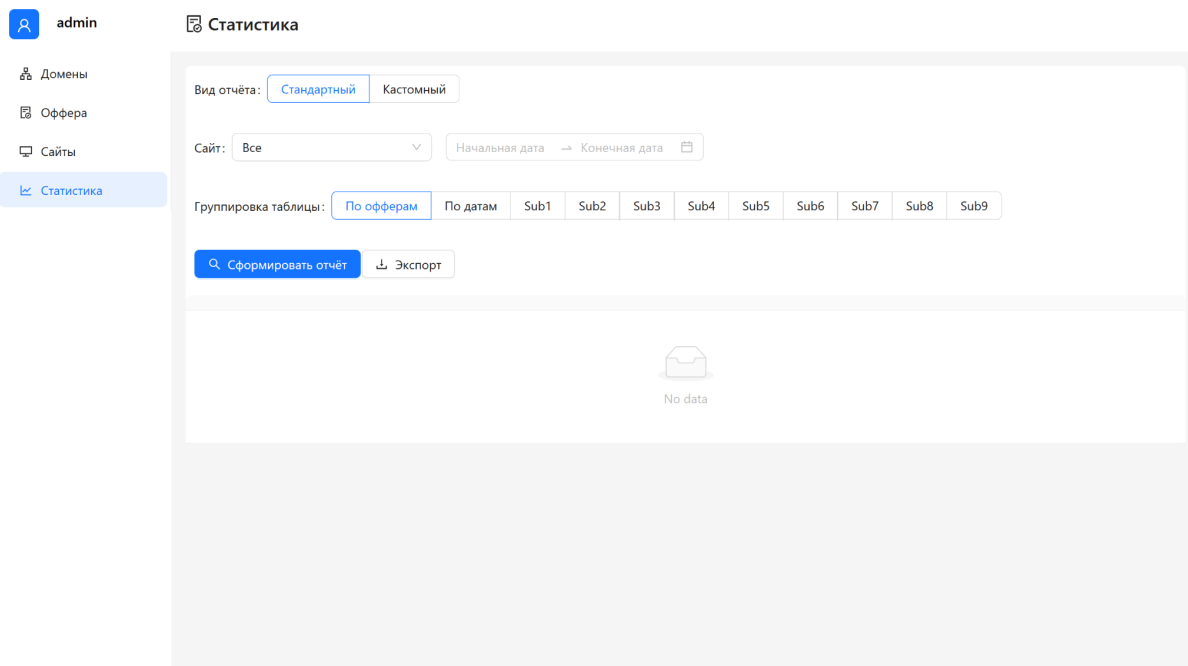 admin
Статистика
Домены
Оффера
Сайты
Статистика
Вид отчёта: Стандартный Кастомный
Сайт: Все Начальная дата Конечная дата
Группировка таблицы: По офферам По датам Sub1 Sub2 Sub3 Sub4 Sub5 Sub6 Sub7 Sub8 Sub9
Сформировать отчёт Экспорт
No data